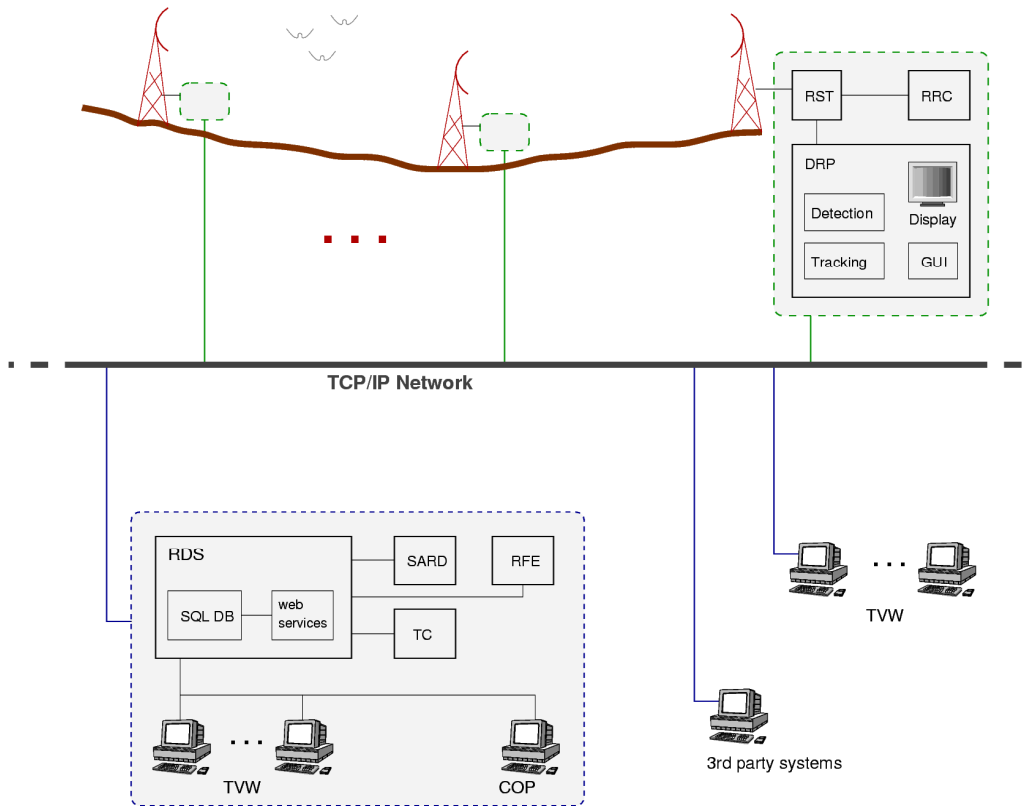 RST
RRC
DRP
Detection
Display
Tracking
GUI
TCP/IP Network
RDS
SARD
RFE
SQL DB
web
services
TC
TVW
TVW
COP
3rd party systems